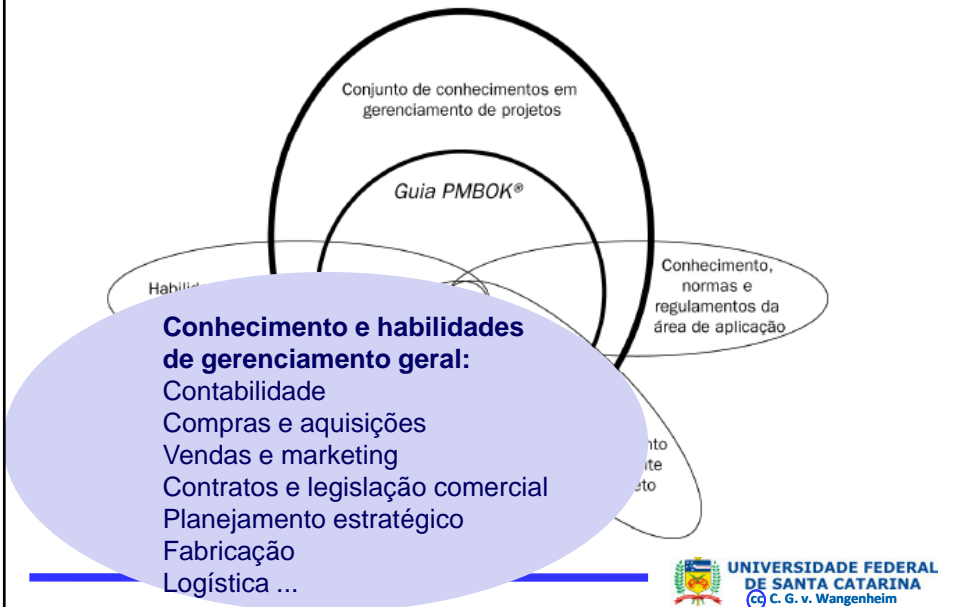 Conjunto de conhecimentos em
gerenciamento de projetos
Guia PMBOK®
Conhecimento,
normas e
regulamentos da
área de aplicação
Conhecimento e habilidades
de gerenciamento geral:
Contabilidade
Compras e aquisições
Vendas e marketing
Contratos e legislação comercial
Planejamento estratégico
Fabricação
Logística ...
UNIVERSIDADE FEDERAL
DE SANTA CATARINA
cc C. G. v. Wangenheim